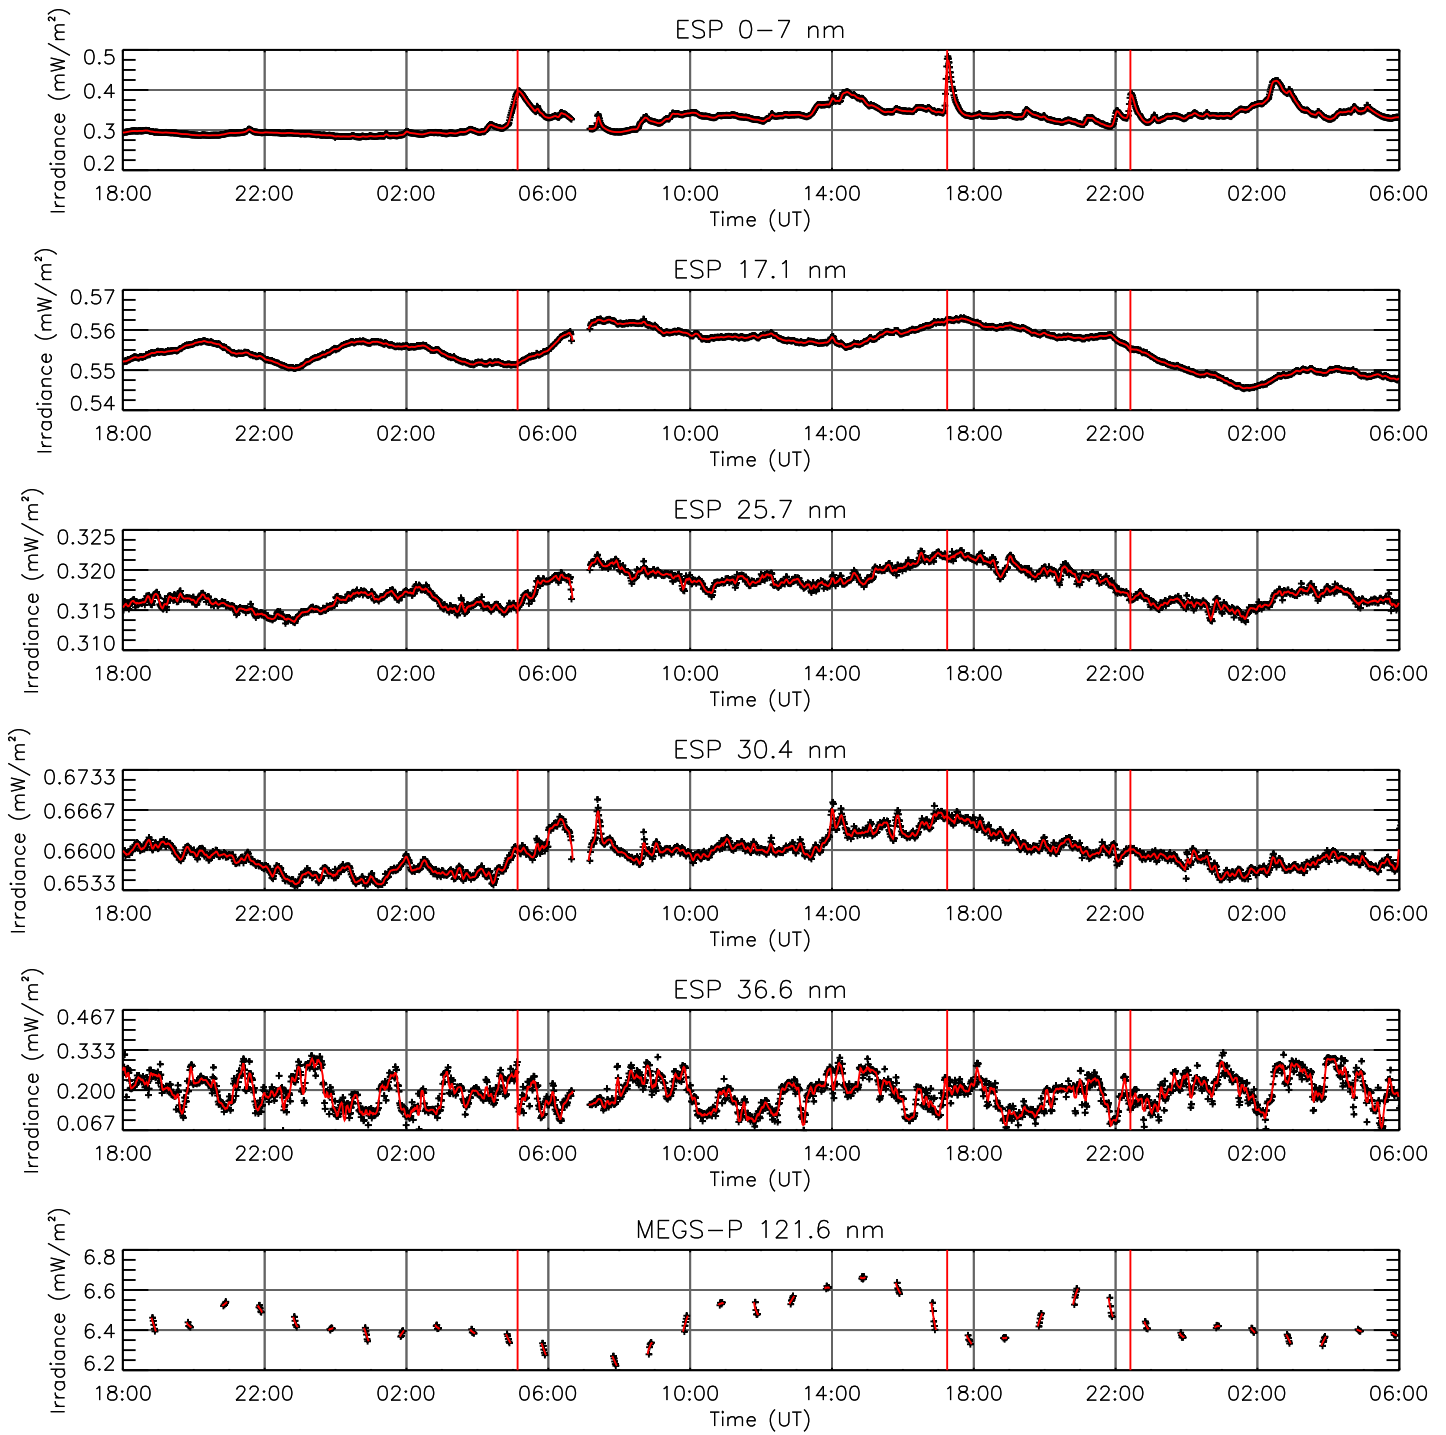 ESP 0-7 nm
Irradiance (mW/m²)
0.5
0.4
0.3
0.2
18:00 22:00 02:00 06:00 10:00 14:00 18:00 22:00 02:00 06:00
Time (UT)
ESP 17.1 nm
Irradiance (mW/m²)
0.57
0.56
0.55
0.54
18:00 22:00 02:00 06:00 10:00 14:00 18:00 22:00 02:00 06:00
Time (UT)
ESP 25.7 nm
Irradiance (mW/m²)
0.325
0.320
0.315
0.310
18:00 22:00 02:00 06:00 10:00 14:00 18:00 22:00 02:00 06:00
Time (UT)
ESP 30.4 nm
Irradiance (mW/m²)
0.6733
0.6667
0.6600
0.6533
18:00 22:00 02:00 06:00 10:00 14:00 18:00 22:00 02:00 06:00
Time (UT)
ESP 36.6 nm
Irradiance (mW/m²)
0.467
0.333
0.200
0.067
18:00 22:00 02:00 06:00 10:00 14:00 18:00 22:00 02:00 06:00
Time (UT)
MEGS-P 121.6 nm
Irradiance (mW/m²)
6.8
6.6
6.4
6.2
18:00 22:00 02:00 06:00 10:00 14:00 18:00 22:00 02:00 06:00
Time (UT)